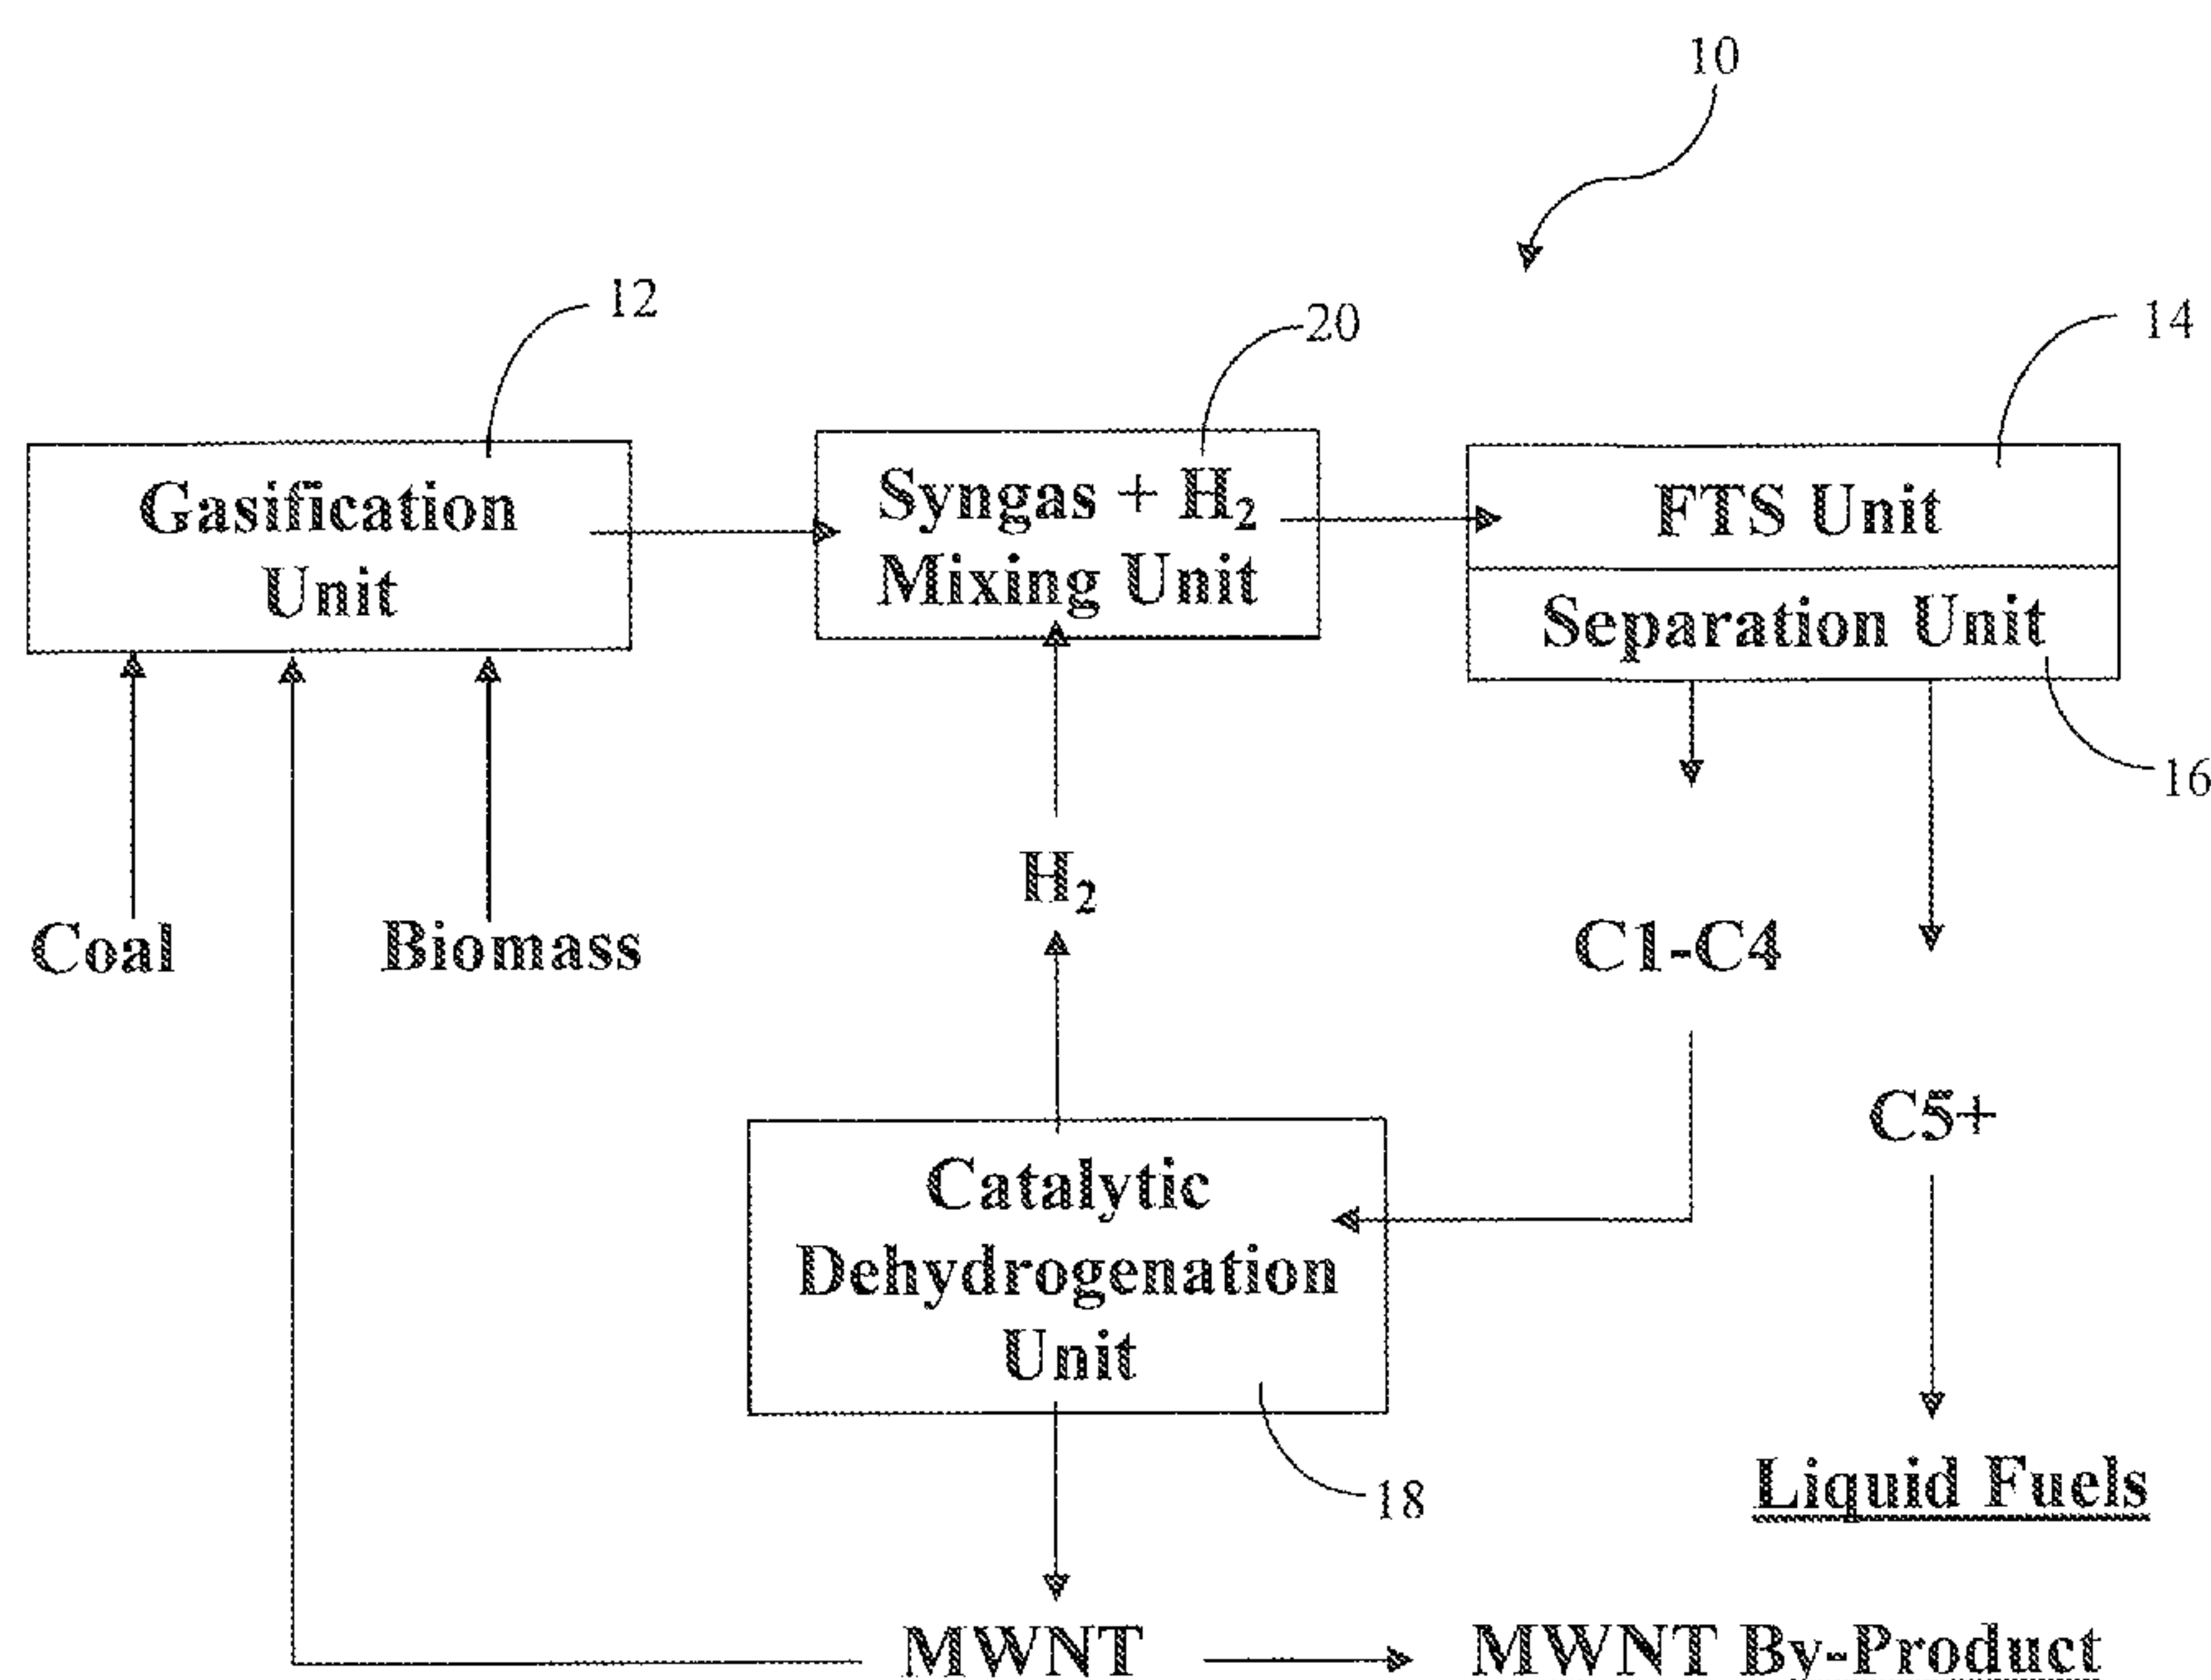 10
12
20
14
Gasification
Unit
Syngas + H₂
Mixing Unit
FTS Unit
Separation Unit
16
Coal
Biomass
H₂
C1-C4
C5+
Catalytic
Dehydrogenation
Unit
18
Liquid Fuels
MWNT
MWNT By-Product